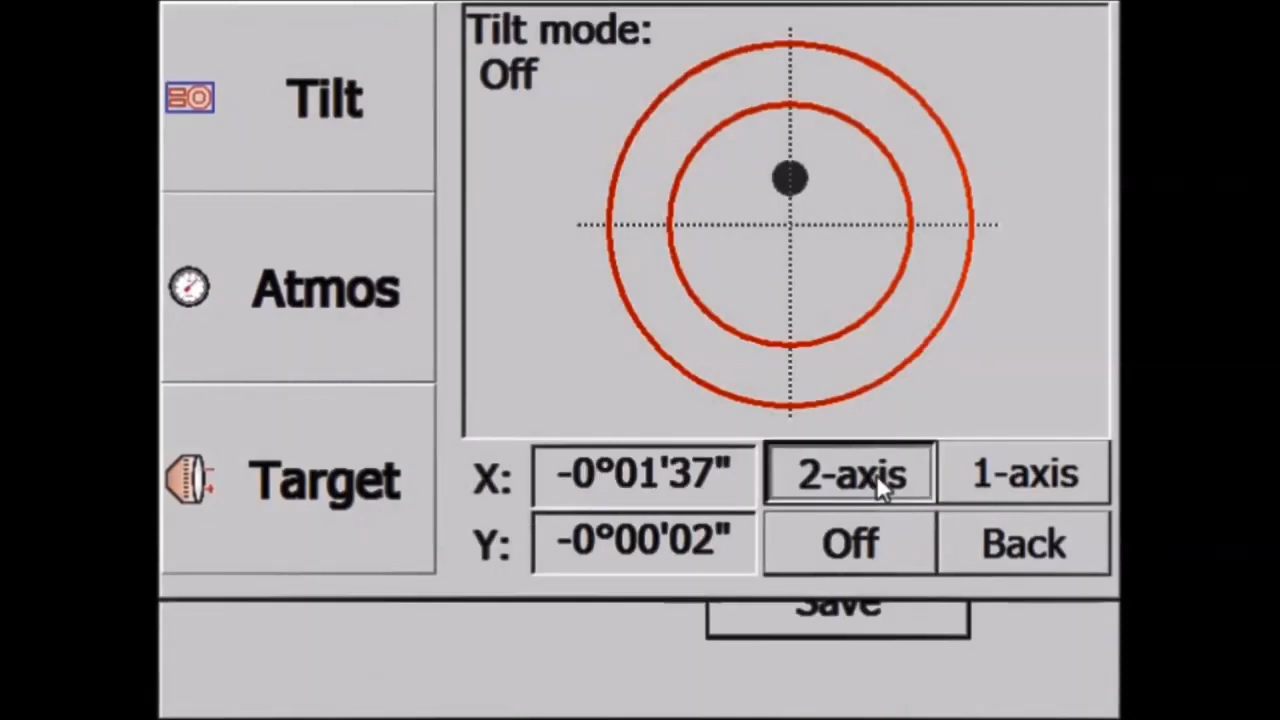 Tilt
Atmos
Target
Tilt mode:
Off
X: -0°01'37"
Y: -0°00'02"
2-axis 1-axis
Off Back
Save